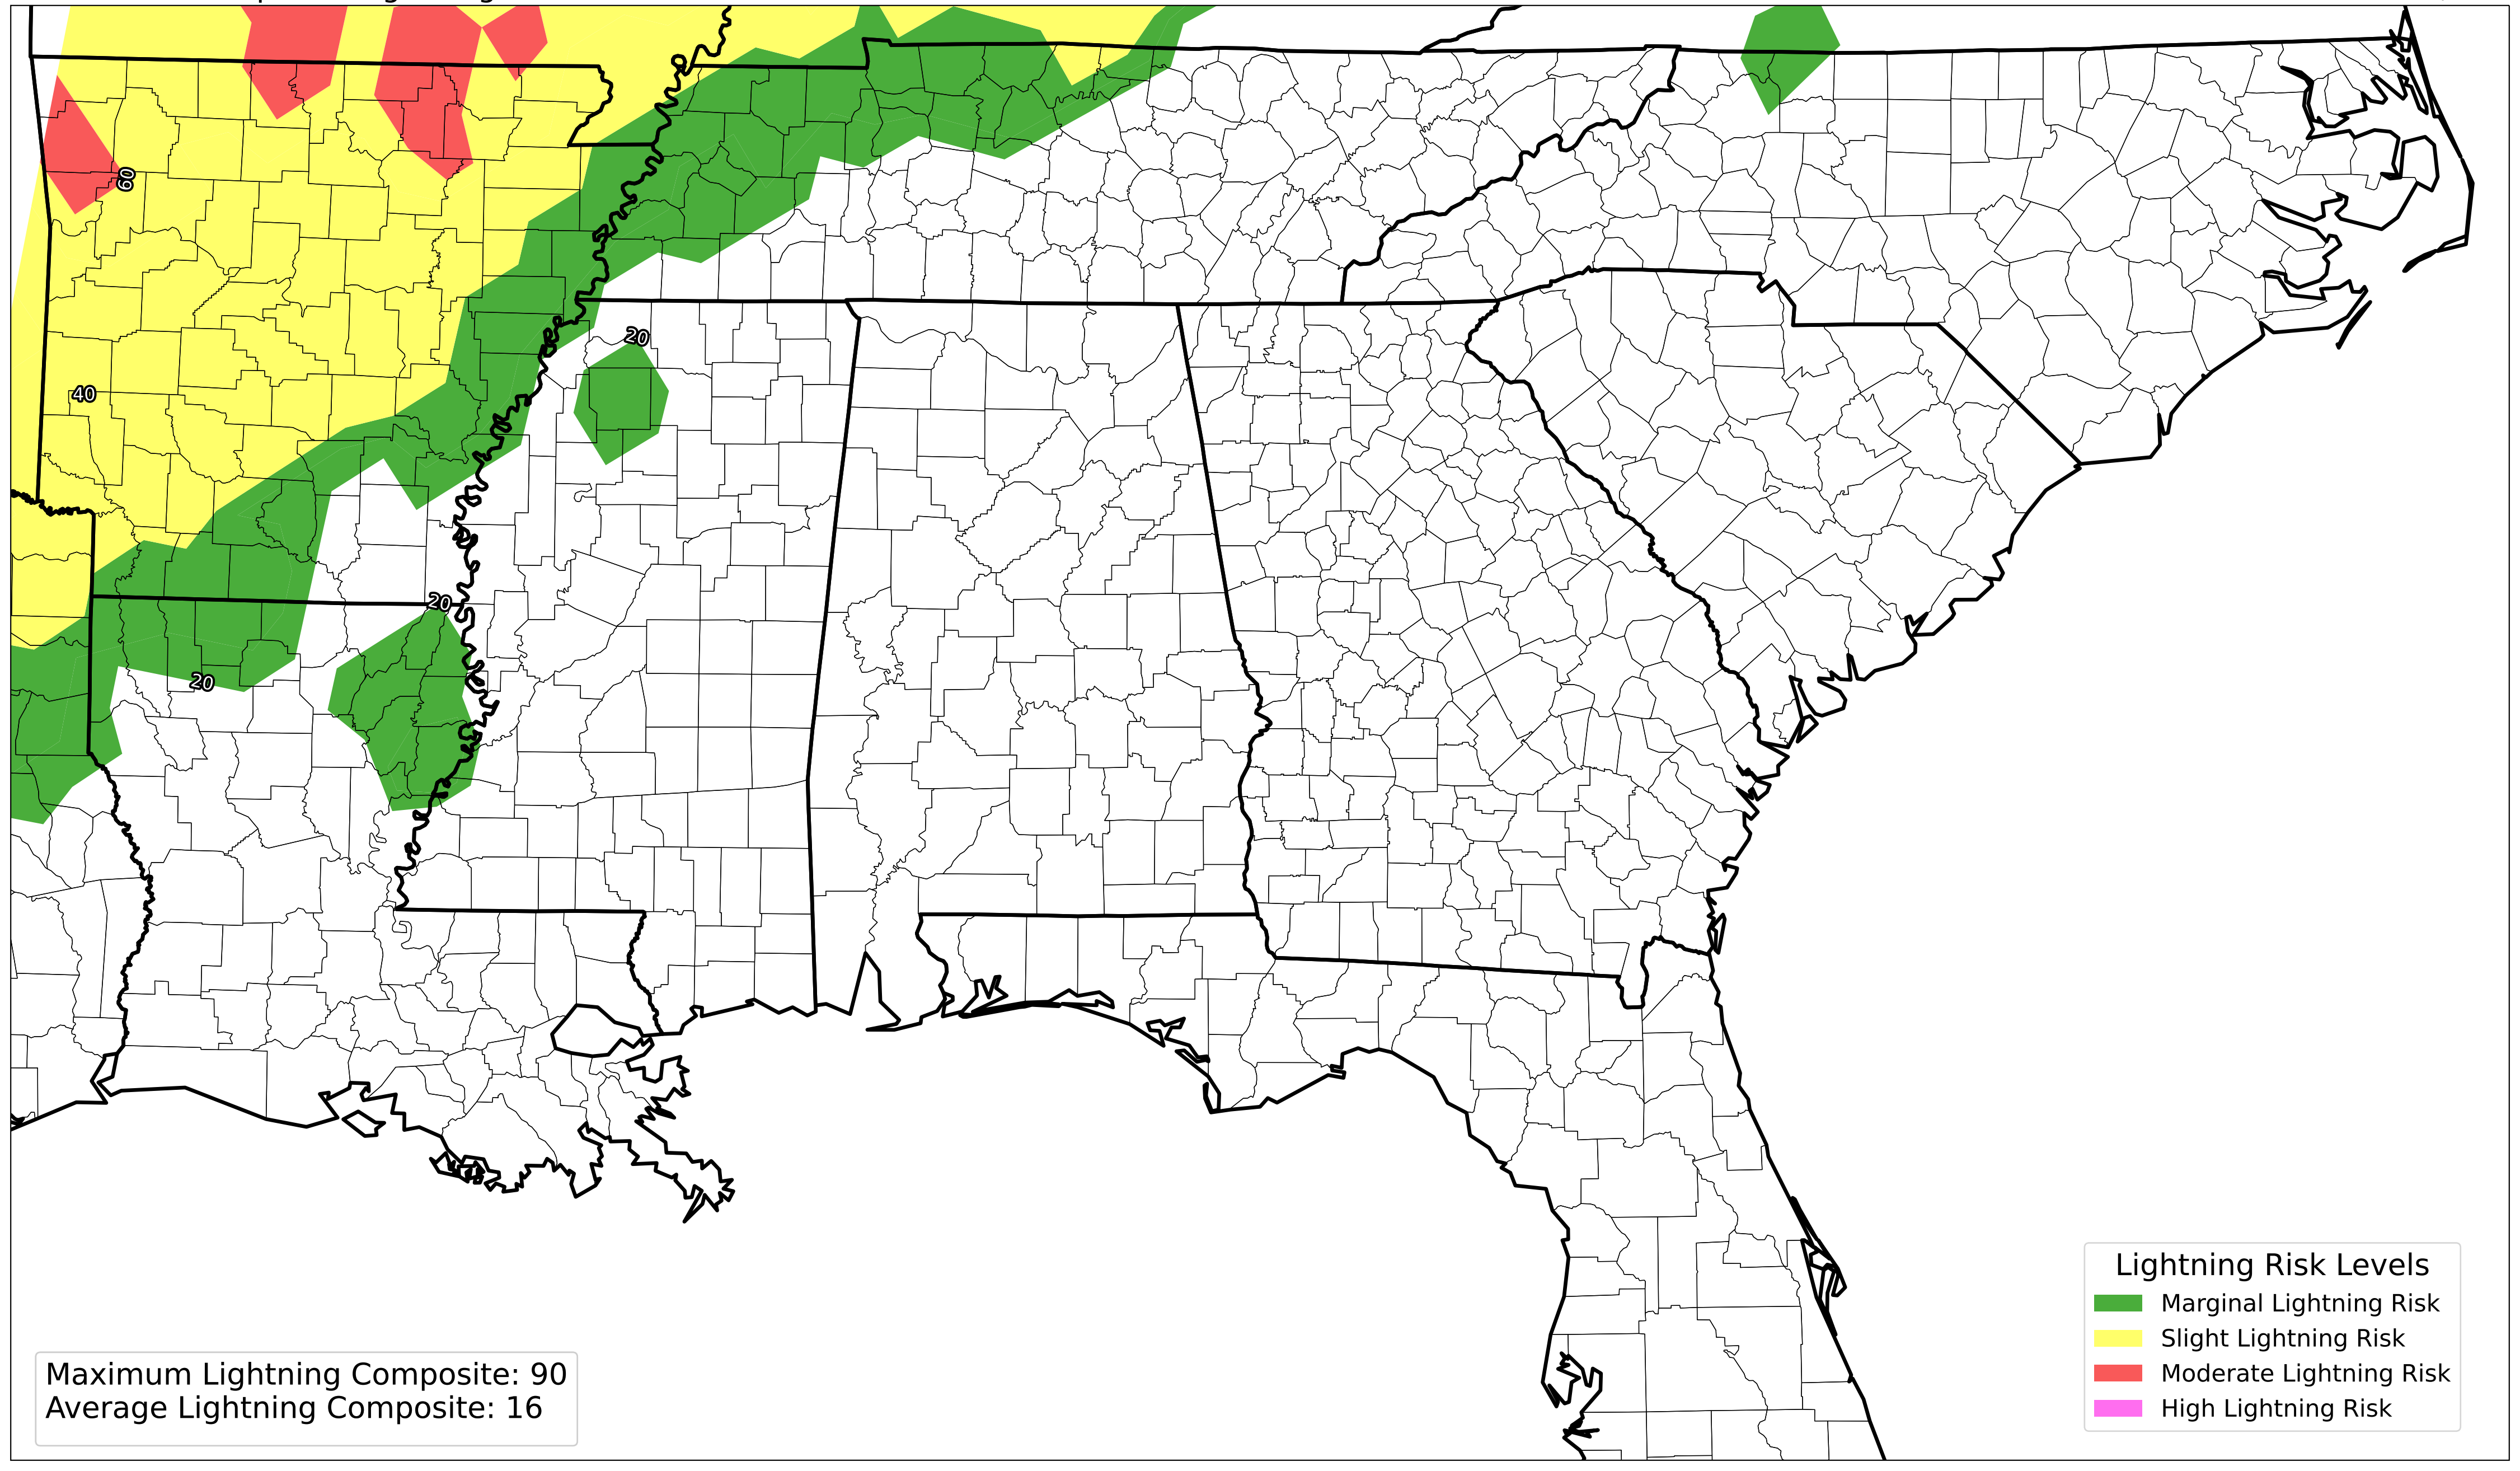 60
20
40
20
20
Lightning Risk Levels
Marginal Lightning Risk
Slight Lightning Risk
Moderate Lightning Risk
High Lightning Risk
Maximum Lightning Composite: 90
Average Lightning Composite: 16